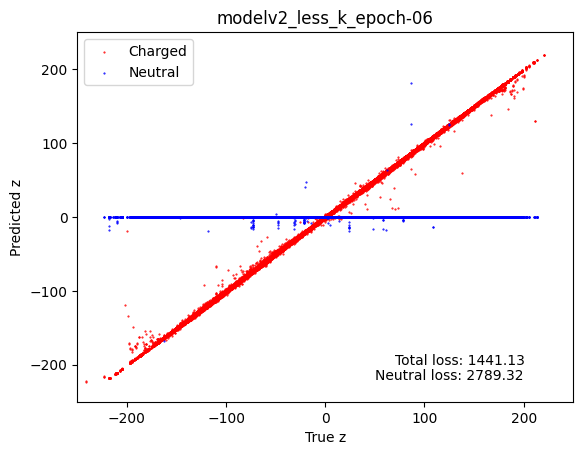 modelv2_less_k_epoch-06
Charged
Neutral
200
100
0
−100
−200
Predicted z
Total loss: 1441.13
Neutral loss: 2789.32
−200 −100 0 100 200
True z